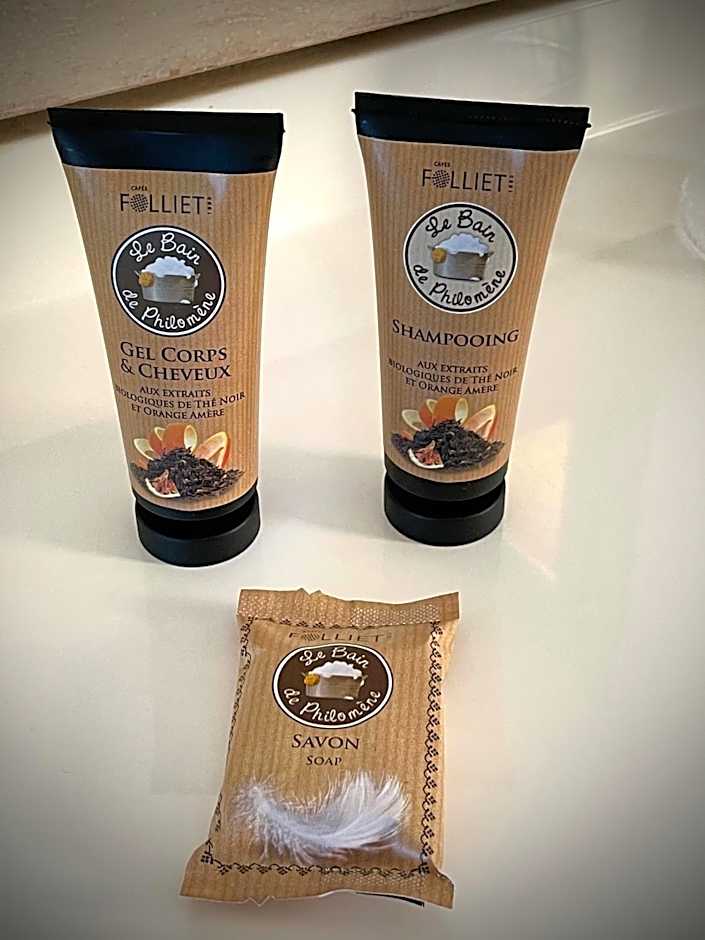 CAFÉS
FOLLIET
Le Bain
de Philomène
GEL CORPS
& CHEVEUX
AUX EXTRAITS
BIOLOGIQUES DE THÉ NOIR
ET ORANGE AMÈRE
CAFÉS
FOLLIET
Le Bain
de Philomène
SHAMPOOING
AUX EXTRAITS
BIOLOGIQUES DE THÉ NOIR
ET ORANGE AMÈRE
FOLLIET
Le Bain
de Philomène
SAVON
SOAP